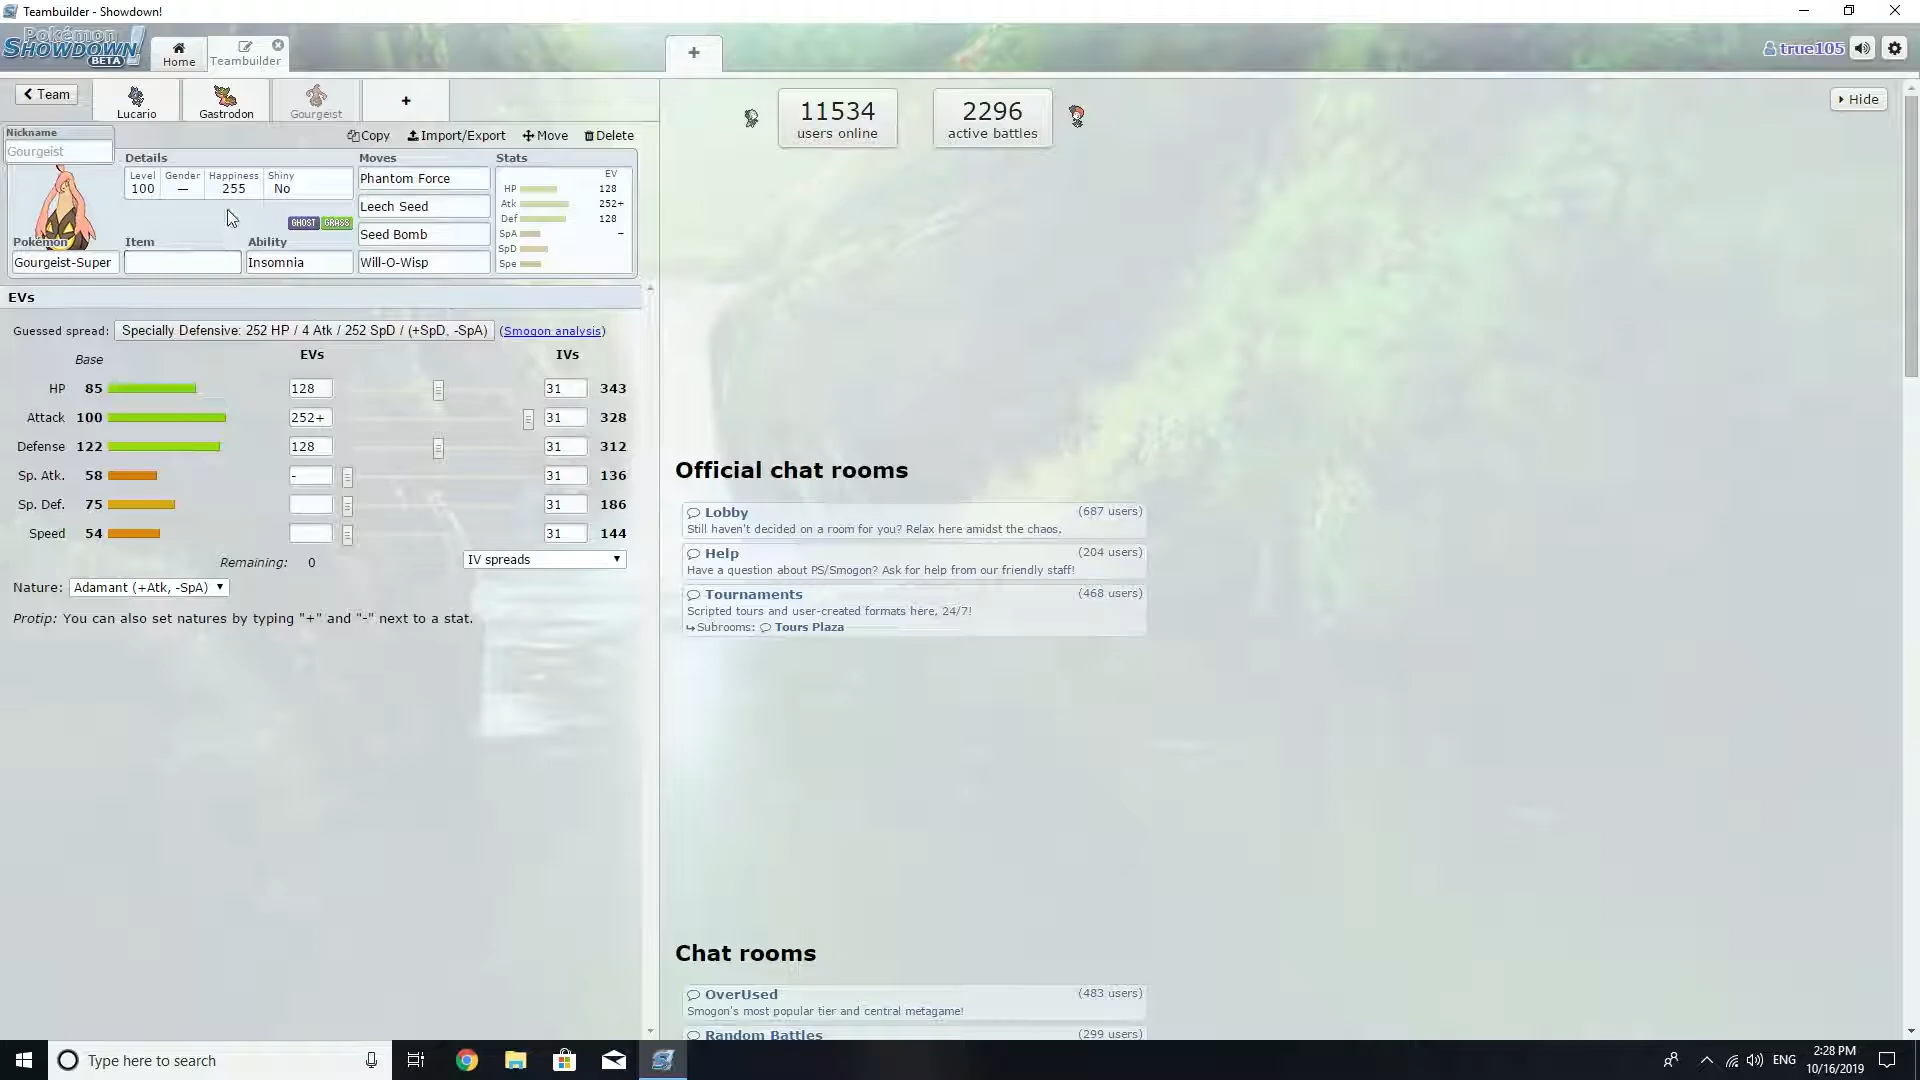 Teambuilder - Showdown!
Pokémon
SHOWDOWN!
BETA
Home
Teambuilder
+
true105
Team
Lucario
Gastrodon
Gourgeist
+
Nickname
Gourgeist
Copy
Import/Export
Move
Delete
Details
Level
100
Gender
—
Happiness
255
Shiny
No
GHOST GRASS
Pokémon
Gourgeist-Super
Item
Ability
Insomnia
Moves
Phantom Force
Leech Seed
Seed Bomb
Will-O-Wisp
Stats
EV
HP 128
Atk 252+
Def 128
SpA –
SpD
Spe
EVs
Guessed spread: Specially Defensive: 252 HP / 4 Atk / 252 SpD / (+SpD, -SpA) (Smogon analysis)
Base EVs IVs
HP 85 128 31 343
Attack 100 252+ 31 328
Defense 122 128 31 312
Sp. Atk. 58 - 31 136
Sp. Def. 75 31 186
Speed 54 31 144
Remaining: 0
IV spreads
Nature: Adamant (+Atk, -SpA)
Protip: You can also set natures by typing "+" and "-" next to a stat.
11534
users online
2296
active battles
Hide
Official chat rooms
Lobby (687 users)
Still haven't decided on a room for you? Relax here amidst the chaos.
Help (204 users)
Have a question about PS/Smogon? Ask for help from our friendly staff!
Tournaments (468 users)
Scripted tours and user-created formats here, 24/7!
Subrooms: Tours Plaza
Chat rooms
OverUsed (483 users)
Smogon's most popular tier and central metagame!
Random Battles (299 users)
Type here to search
ENG
2:28 PM
10/16/2019